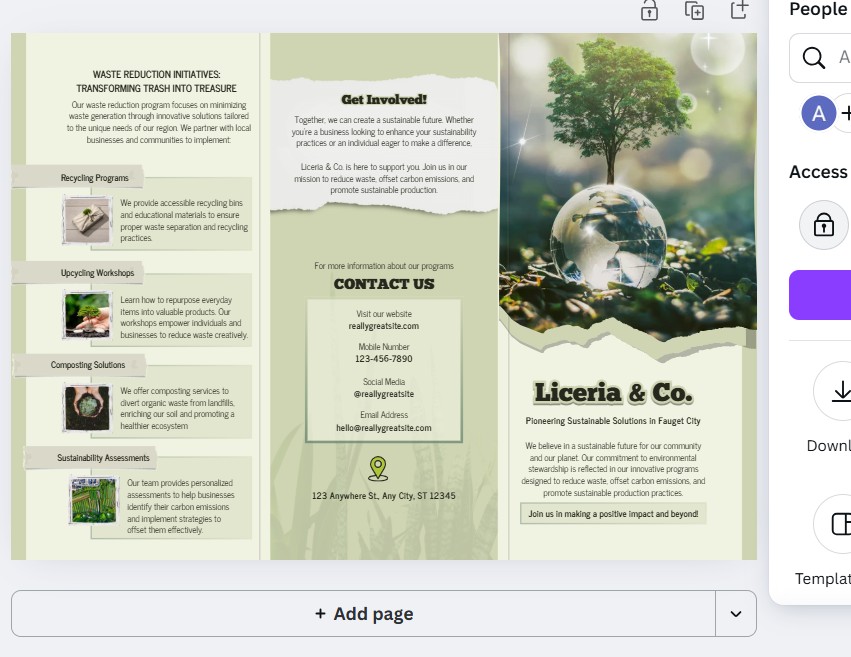 WASTE REDUCTION INITIATIVES:
TRANSFORMING TRASH INTO TREASURE
Our waste reduction program focuses on minimizing
waste generation through innovative solutions tailored
to the unique needs of our region. We partner with local
businesses and communities to implement:
Recycling Programs
We provide accessible recycling bins
and educational materials to ensure
proper waste separation and recycling
practices.
Upcycling Workshops
Learn how to repurpose everyday
items into valuable products. Our
workshops empower individuals and
businesses to reduce waste creatively.
Composting Solutions
We offer composting services to
divert organic waste from landfills,
enriching our soil and promoting a
healthier ecosystem
Sustainability Assessments
Our team provides personalized
assessments to help businesses
identify their carbon emissions
and implement strategies to
offset them effectively.
Get Involved!
Together, we can create a sustainable future. Whether
you're a business looking to enhance your sustainability
practices or an individual eager to make a difference,
Liceria & Co. is here to support you. Join us in our
mission to reduce waste, offset carbon emissions, and
promote sustainable production.
For more information about our programs
CONTACT US
Visit our website
reallygreatsite.com
Mobile Number
123-456-7890
Social Media
@reallygreatsite
Email Address
hello@reallygreatsite.com
123 Anywhere St., Any City, ST 12345
Liceria & Co.
Pioneering Sustainable Solutions in Fauget City
We believe in a sustainable future for our community
and our planet. Our commitment to environmental
stewardship is reflected in our innovative programs
designed to reduce waste, offset carbon emissions, and
promote sustainable production practices.
Join us in making a positive impact and beyond!
+ Add page
People
A
A
Access
Downl
Templat